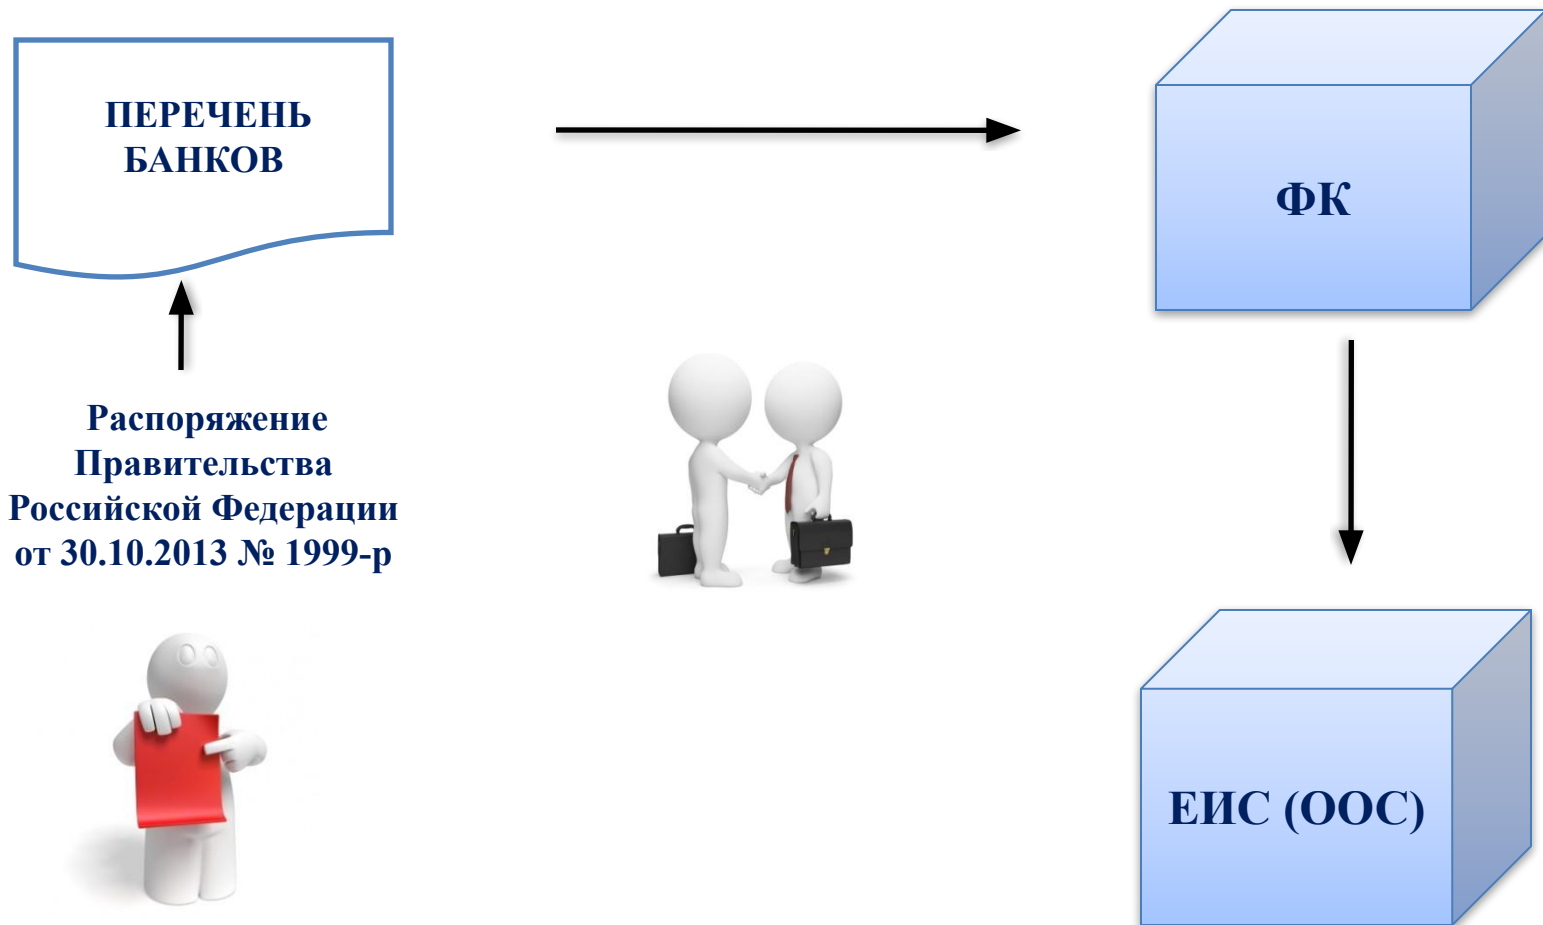 ПЕРЕЧЕНЬ
БАНКОВ
ФК
Распоряжение
Правительства
Российской Федерации
от 30.10.2013 № 1999-р
ЕИС (ООС)